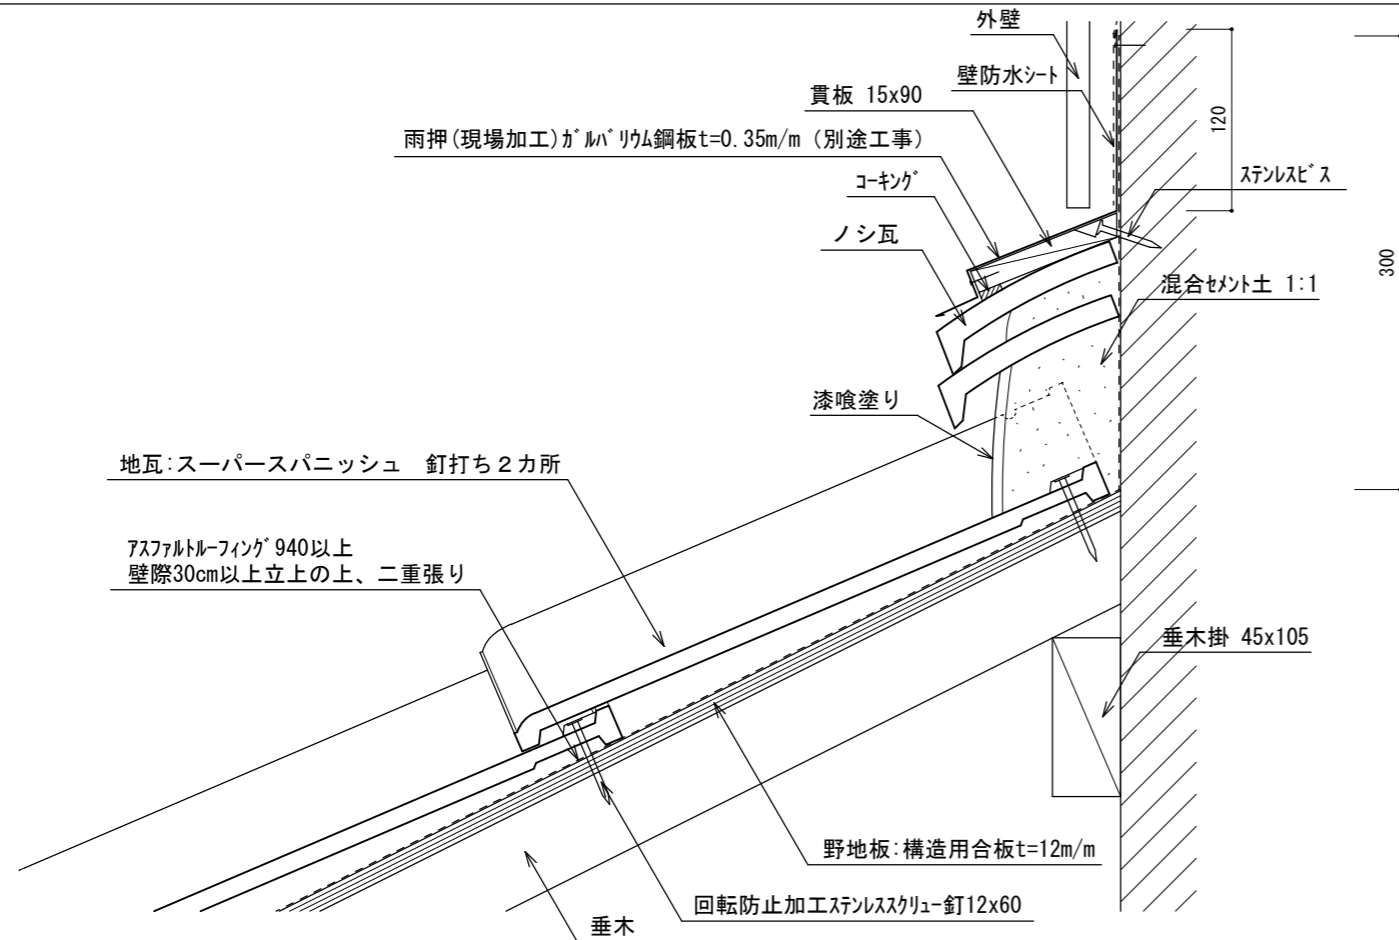 外壁
壁防水ｼｰﾄ
貫板 15x90
雨押(現場加工)ｶﾞﾙﾊﾞﾘｳﾑ鋼板t=0.35m/m (別途工事)
ｺｰｷﾝｸﾞ
ノシ瓦
120
ｽﾃﾝﾚｽﾋﾞｽ
300
混合ｾﾒﾝﾄ土 1:1
漆喰塗り
地瓦:スーパースパニッシュ　釘打ち２カ所
ｱｽﾌｧﾙﾄﾙｰﾌｨﾝｸﾞ940以上
壁際30cm以上立上の上、二重張り
垂木掛 45x105
野地板:構造用合板t=12m/m
回転防止加工ｽﾃﾝﾚｽｽｸﾘｭｰ釘12x60
垂木